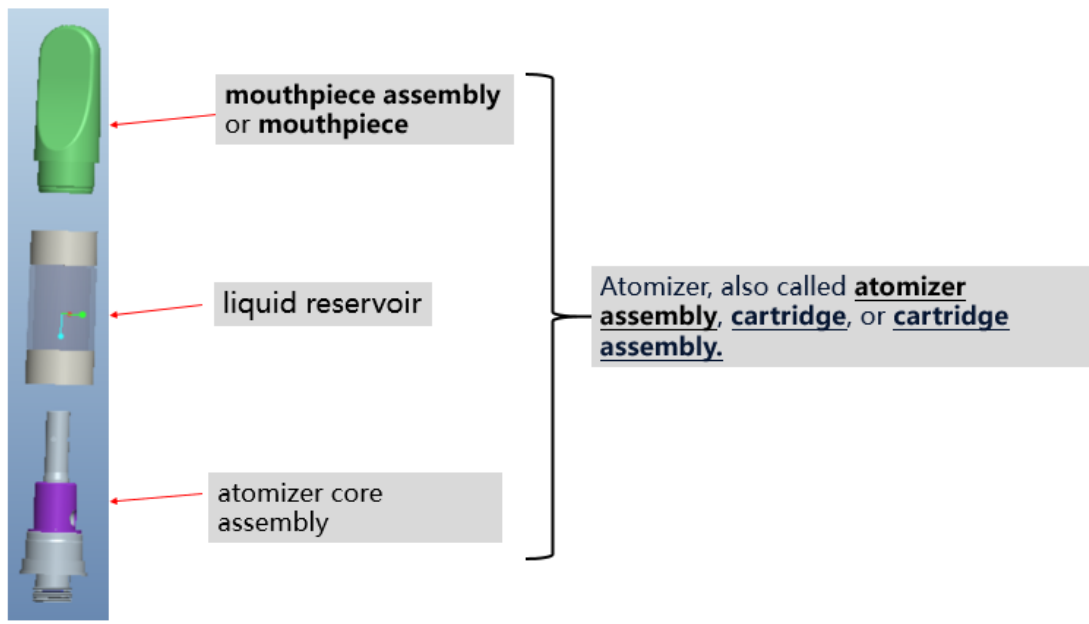 mouthpiece assembly
or mouthpiece
liquid reservoir
atomizer core
assembly
Atomizer, also called atomizer
assembly, cartridge, or cartridge
assembly.